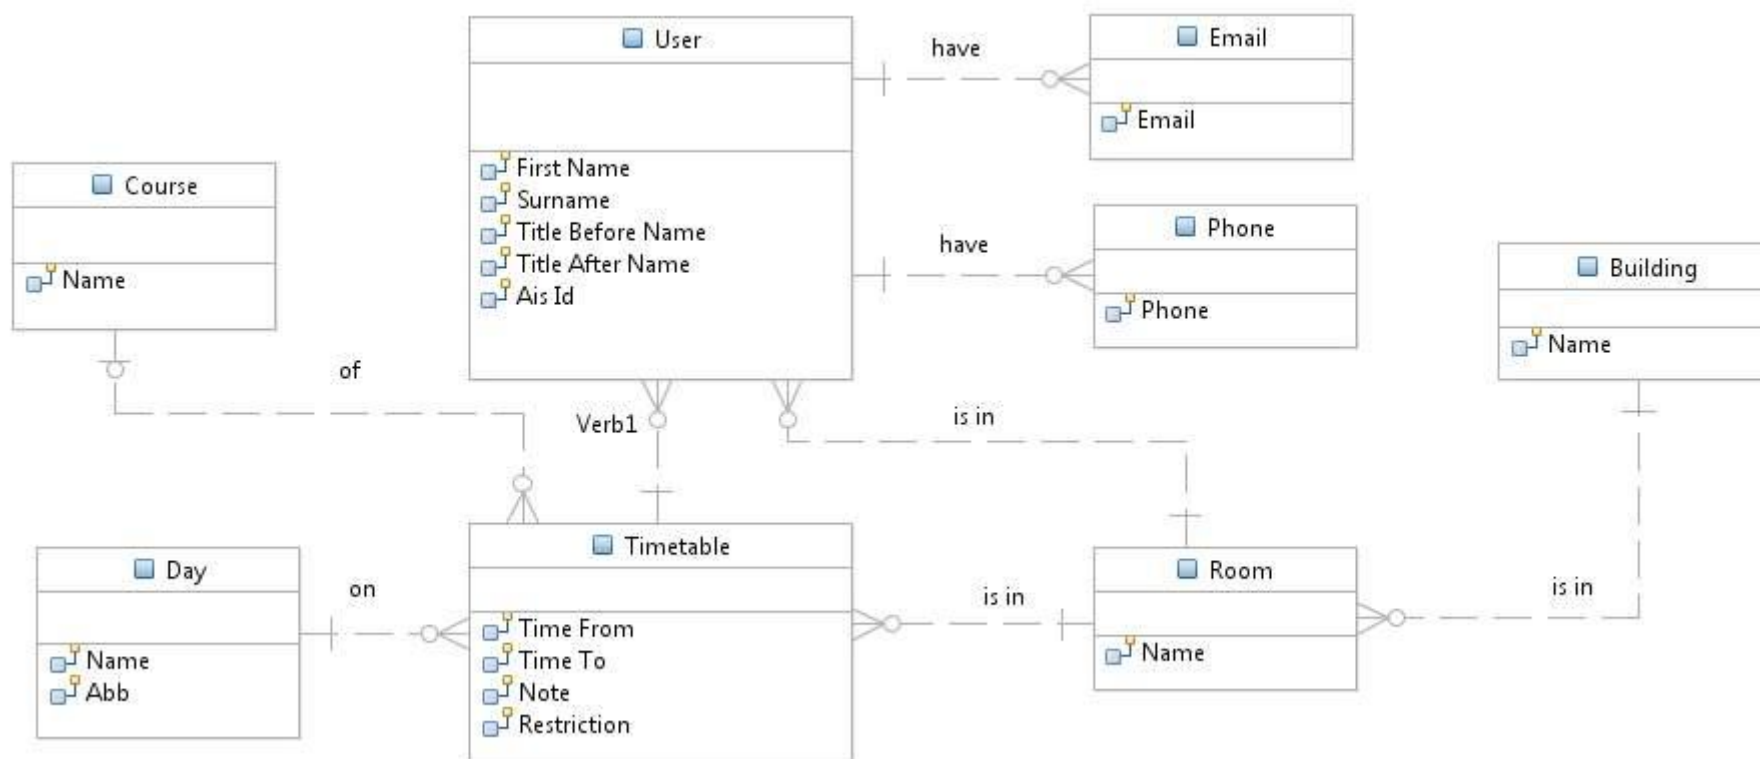 User
First Name
Surname
Title Before Name
Title After Name
Ais Id
have
Email
Email
have
Phone
Phone
Course
Name
of
Verb1
is in
Building
Name
Day
Name
Abb
on
Timetable
Time From
Time To
Note
Restriction
is in
Room
Name
is in